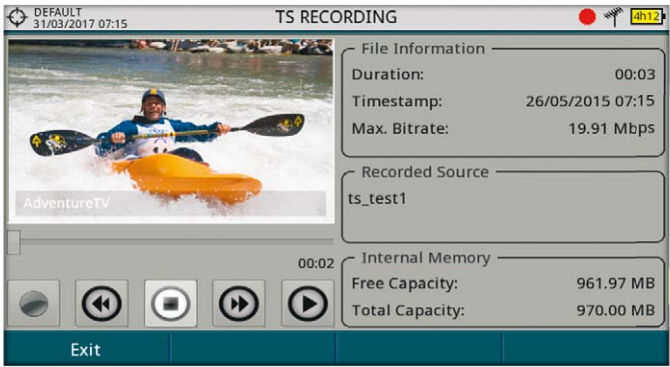 DEFAULT
31/03/2017 07:15
TS RECORDING
4h12
AdventureTV
00:02
File Information
Duration: 00:03
Timestamp: 26/05/2015 07:15
Max. Bitrate: 19.91 Mbps
Recorded Source
ts_test1
Internal Memory
Free Capacity: 961.97 MB
Total Capacity: 970.00 MB
Exit